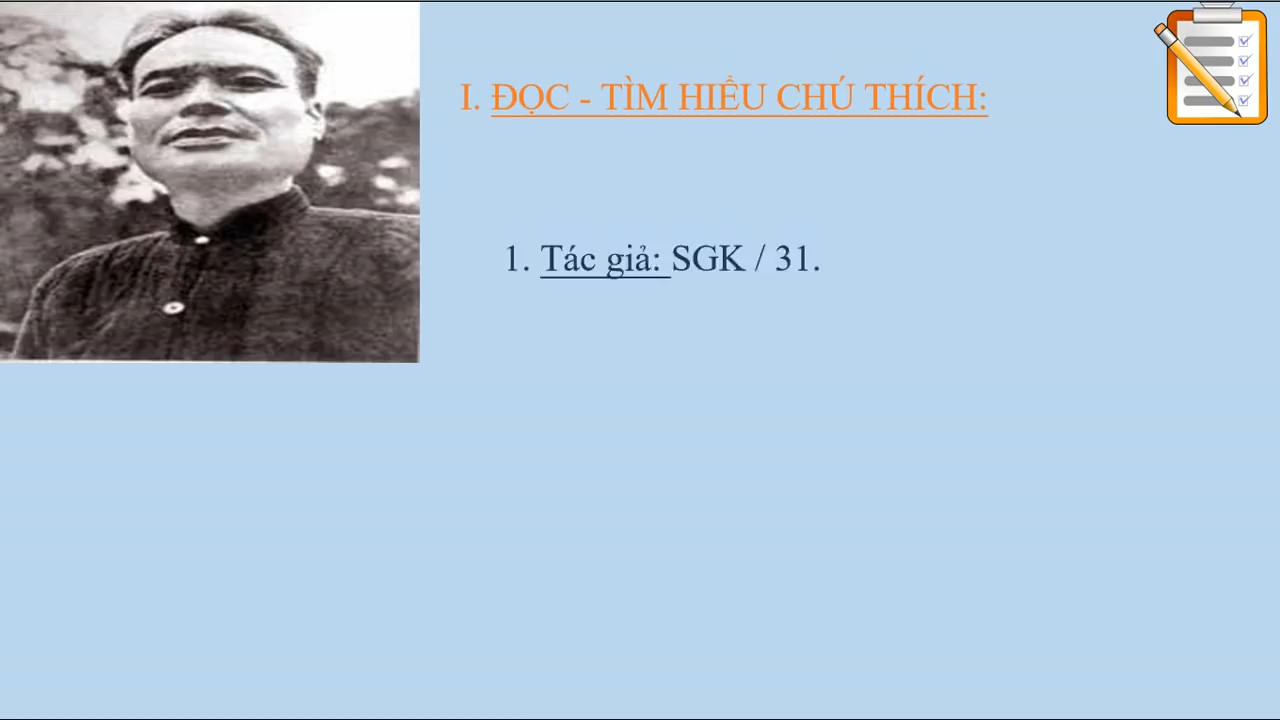 I. ĐỌC - TÌM HIỂU CHÚ THÍCH:
1. Tác giả: SGK / 31.